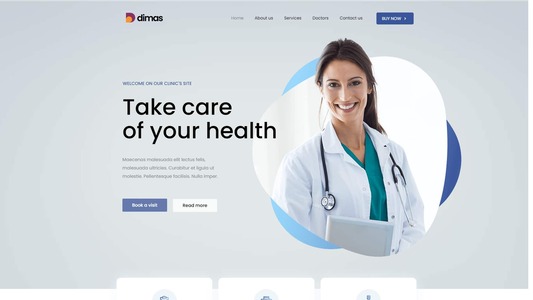 dimas
Home About us Services Doctors Contact us BUY NOW
WELCOME ON OUR CLINIC'S SITE
Take care
of your health
Maecenas malesuada elit lectus felis,
malesuada ultricies. Curabitur et ligula ut
molestie. Pellentesque facilisis. Nulla imper.
Book a visit Read more